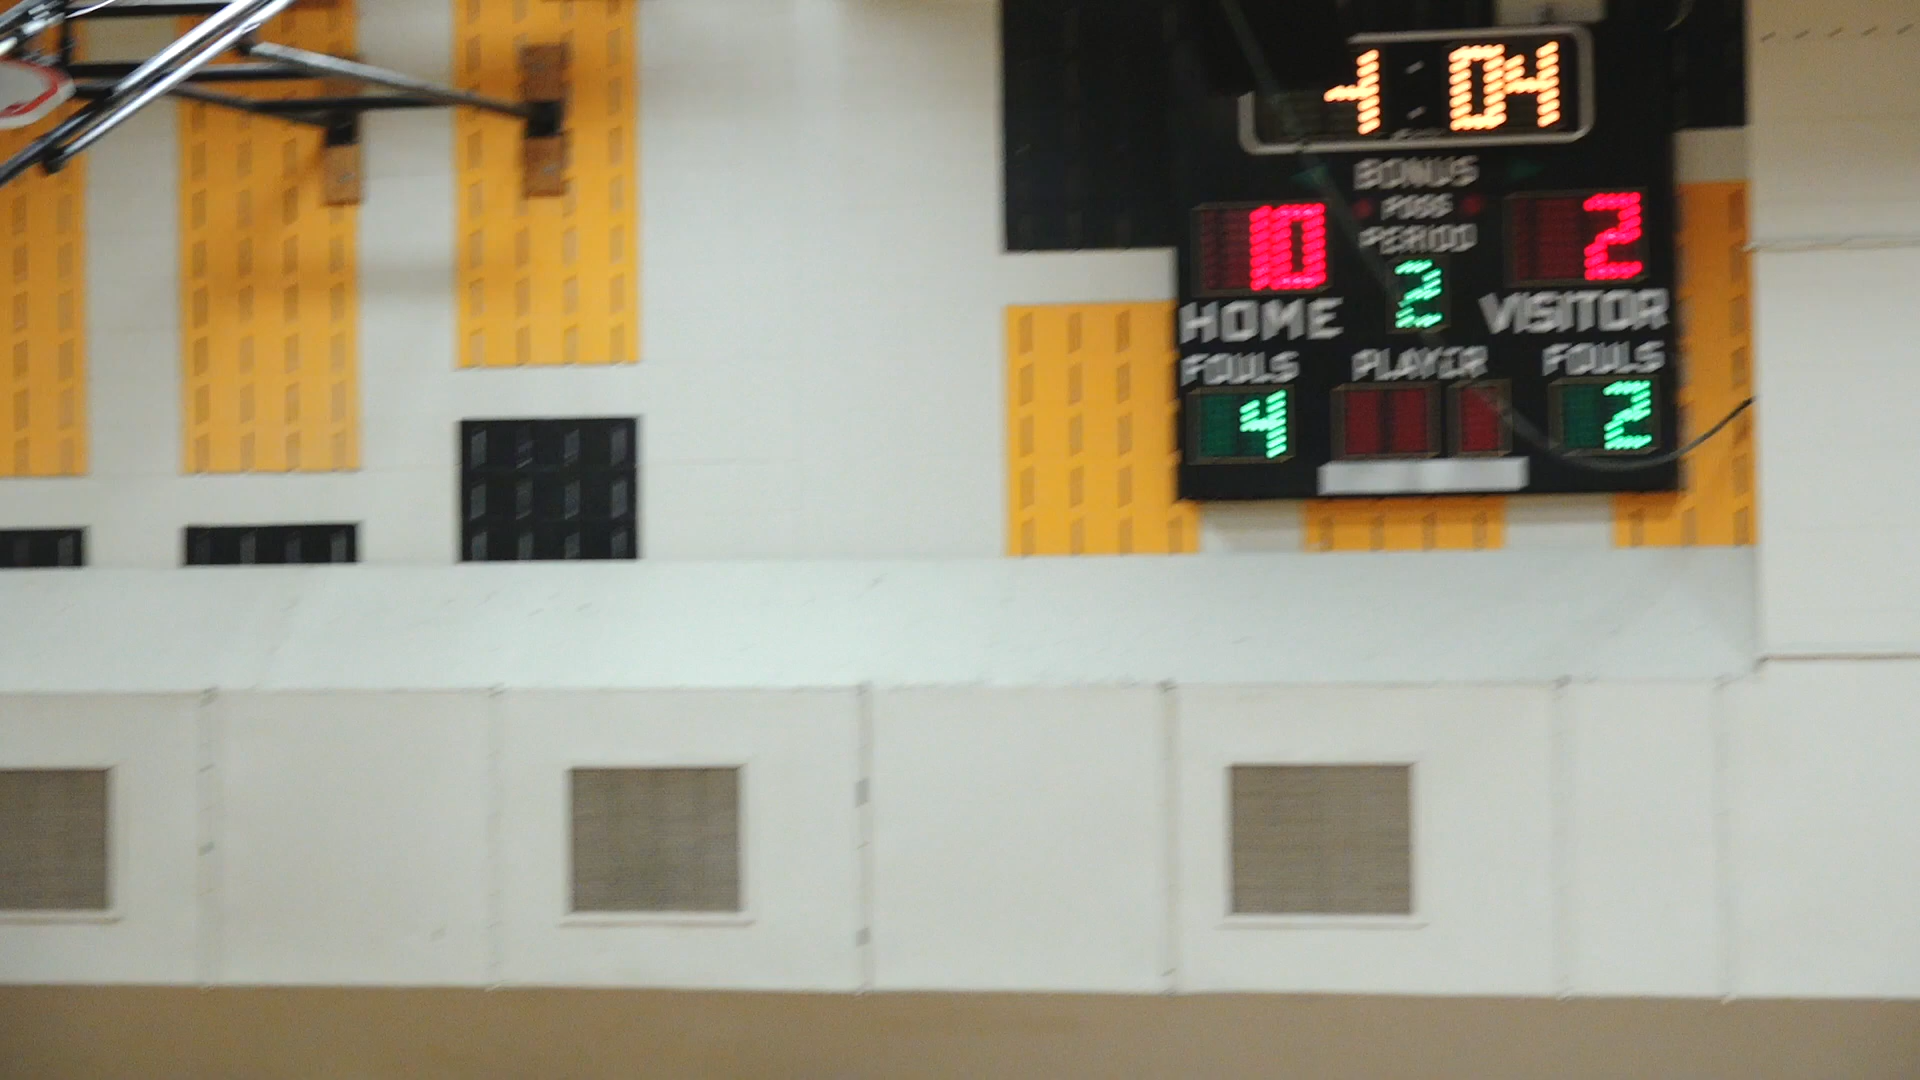 4:04
BONUS
POSS
PERIOD
10 2 2
HOME VISITOR
FOULS PLAYER FOULS
4 2